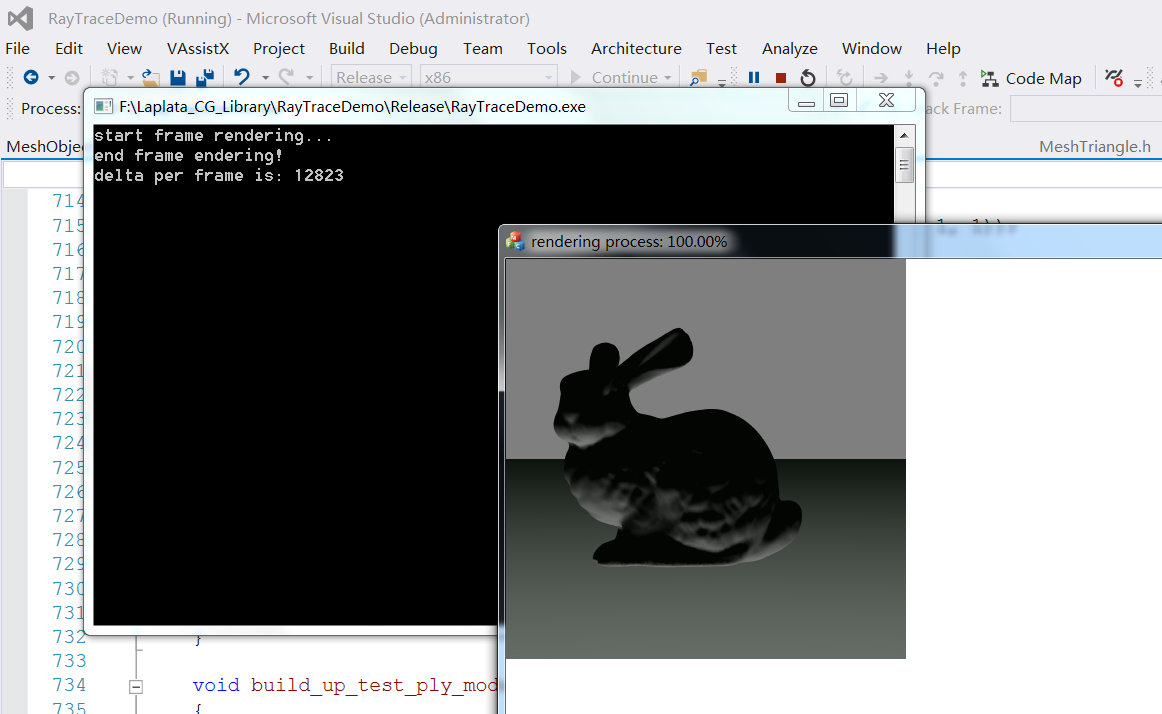 RayTraceDemo (Running) - Microsoft Visual Studio (Administrator)
File Edit View VAssistX Project Build Debug Team Tools Architecture Test Analyze Window Help
Release x86 Continue Code Map
Process:
ack Frame:
F:\Laplata_CG_Library\RayTraceDemo\Release\RayTraceDemo.exe
MeshObje
MeshTriangle.h
start frame rendering...
end frame endering!
delta per frame is: 12823
rendering process: 100.00%
714
715
716
717
718
719
720
721
722
723
724
725
726
727
728
729
730
731
732 }
733
734 void build_up_test_ply_mod
735 {